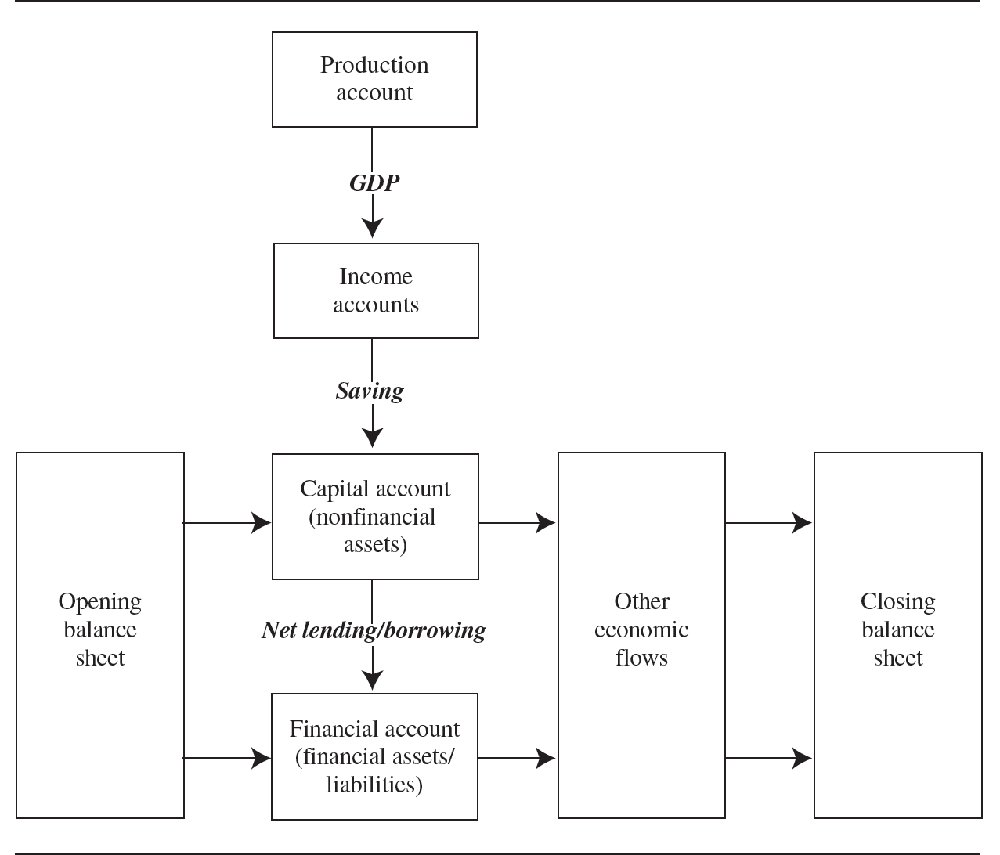 Production
account
GDP
Income
accounts
Saving
Opening
balance
sheet
Capital account
(nonfinancial
assets)
Net lending/borrowing
Financial account
(financial assets/
liabilities)
Other
economic
flows
Closing
balance
sheet